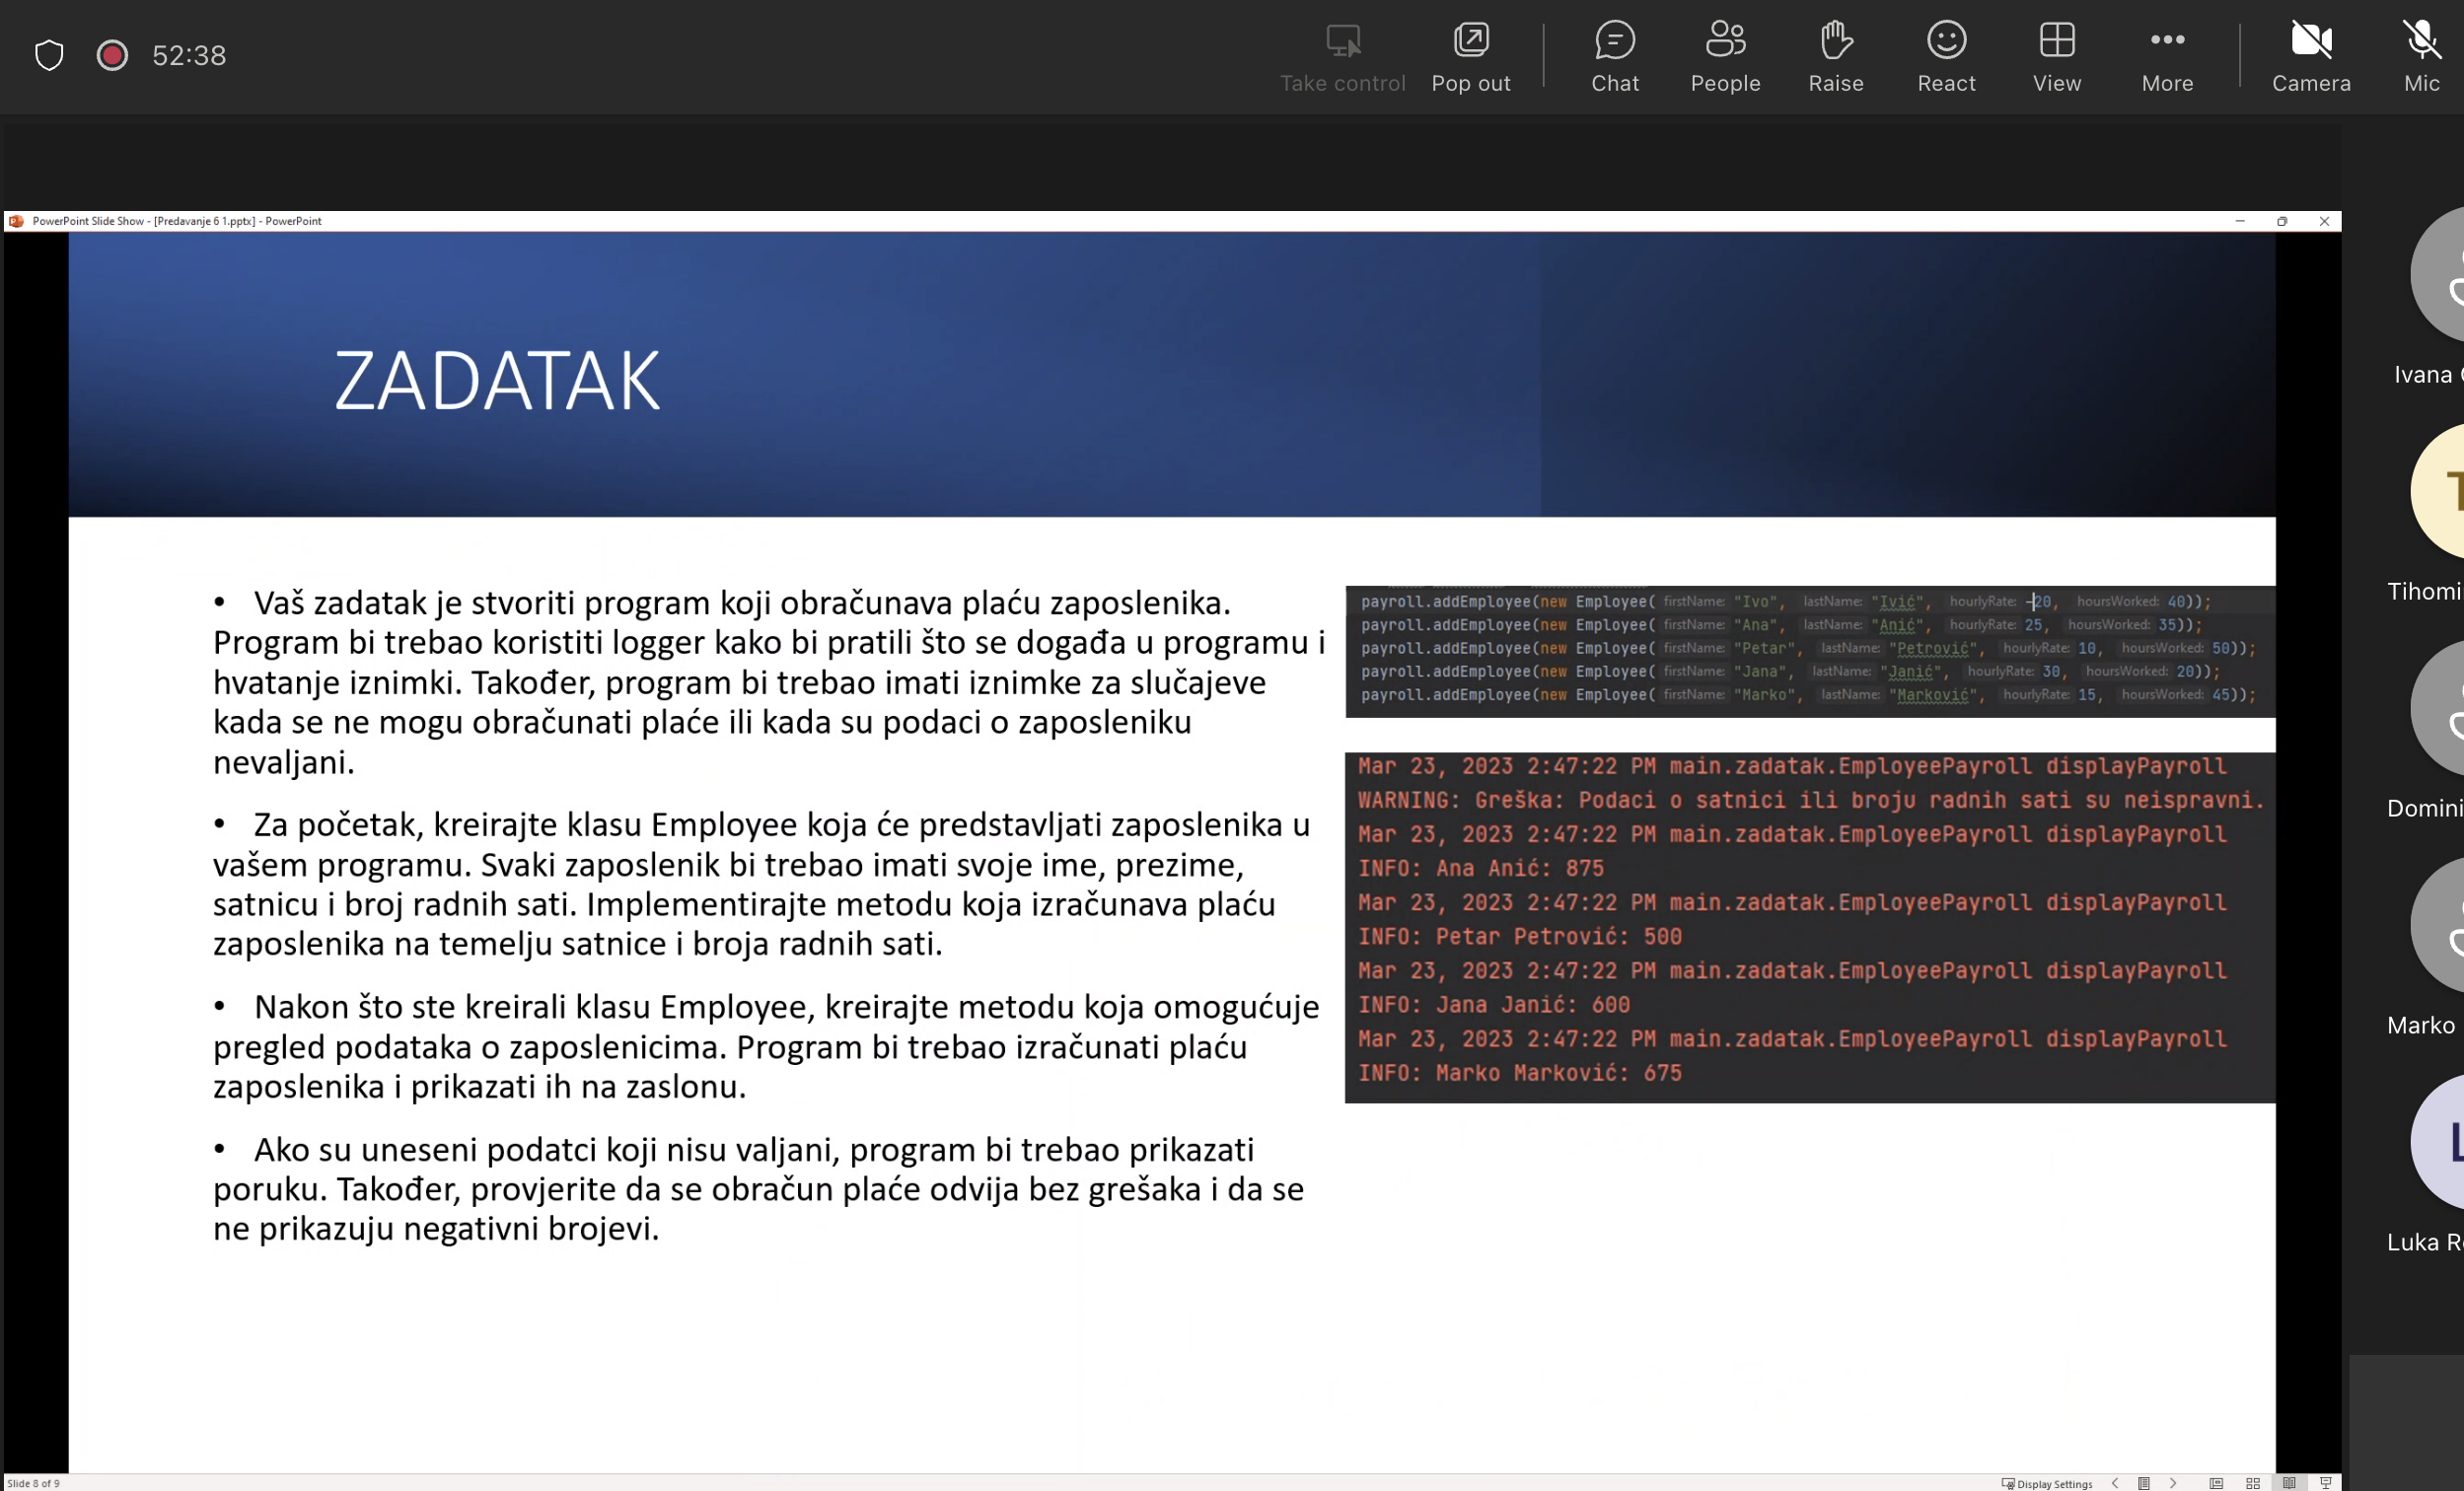 52:38
Take control
Pop out
Chat
People
Raise
React
View
More
Camera
Mic
PowerPoint Slide Show - [Predavanje 6 1.pptx] - PowerPoint
ZADATAK
• Vaš zadatak je stvoriti program koji obračunava plaću zaposlenika.
Program bi trebao koristiti logger kako bi pratili što se događa u programu i
hvatanje iznimki. Također, program bi trebao imati iznimke za slučajeve
kada se ne mogu obračunati plaće ili kada su podaci o zaposleniku
nevaljani.
• Za početak, kreirajte klasu Employee koja će predstavljati zaposlenika u
vašem programu. Svaki zaposlenik bi trebao imati svoje ime, prezime,
satnicu i broj radnih sati. Implementirajte metodu koja izračunava plaću
zaposlenika na temelju satnice i broja radnih sati.
• Nakon što ste kreirali klasu Employee, kreirajte metodu koja omogućuje
pregled podataka o zaposlenicima. Program bi trebao izračunati plaću
zaposlenika i prikazati ih na zaslonu.
• Ako su uneseni podatci koji nisu valjani, program bi trebao prikazati
poruku. Također, provjerite da se obračun plaće odvija bez grešaka i da se
ne prikazuju negativni brojevi.
payroll.addEmployee(new Employee( firstName: "Ivo", lastName: "Ivić", hourlyRate: -20, hoursWorked: 40));
payroll.addEmployee(new Employee( firstName: "Ana", lastName: "Anić", hourlyRate: 25, hoursWorked: 35));
payroll.addEmployee(new Employee( firstName: "Petar", lastName: "Petrović", hourlyRate: 10, hoursWorked: 50));
payroll.addEmployee(new Employee( firstName: "Jana", lastName: "Janić", hourlyRate: 30, hoursWorked: 20));
payroll.addEmployee(new Employee( firstName: "Marko", lastName: "Marković", hourlyRate: 15, hoursWorked: 45));
Mar 23, 2023 2:47:22 PM main.zadatak.EmployeePayroll displayPayroll
WARNING: Greška: Podaci o satnici ili broju radnih sati su neispravni.
Mar 23, 2023 2:47:22 PM main.zadatak.EmployeePayroll displayPayroll
INFO: Ana Anić: 875
Mar 23, 2023 2:47:22 PM main.zadatak.EmployeePayroll displayPayroll
INFO: Petar Petrović: 500
Mar 23, 2023 2:47:22 PM main.zadatak.EmployeePayroll displayPayroll
INFO: Jana Janić: 600
Mar 23, 2023 2:47:22 PM main.zadatak.EmployeePayroll displayPayroll
INFO: Marko Marković: 675
Ivana
T
Tihomi
Domini
Marko
L
Luka R
Slide 8 of 9
Display Settings